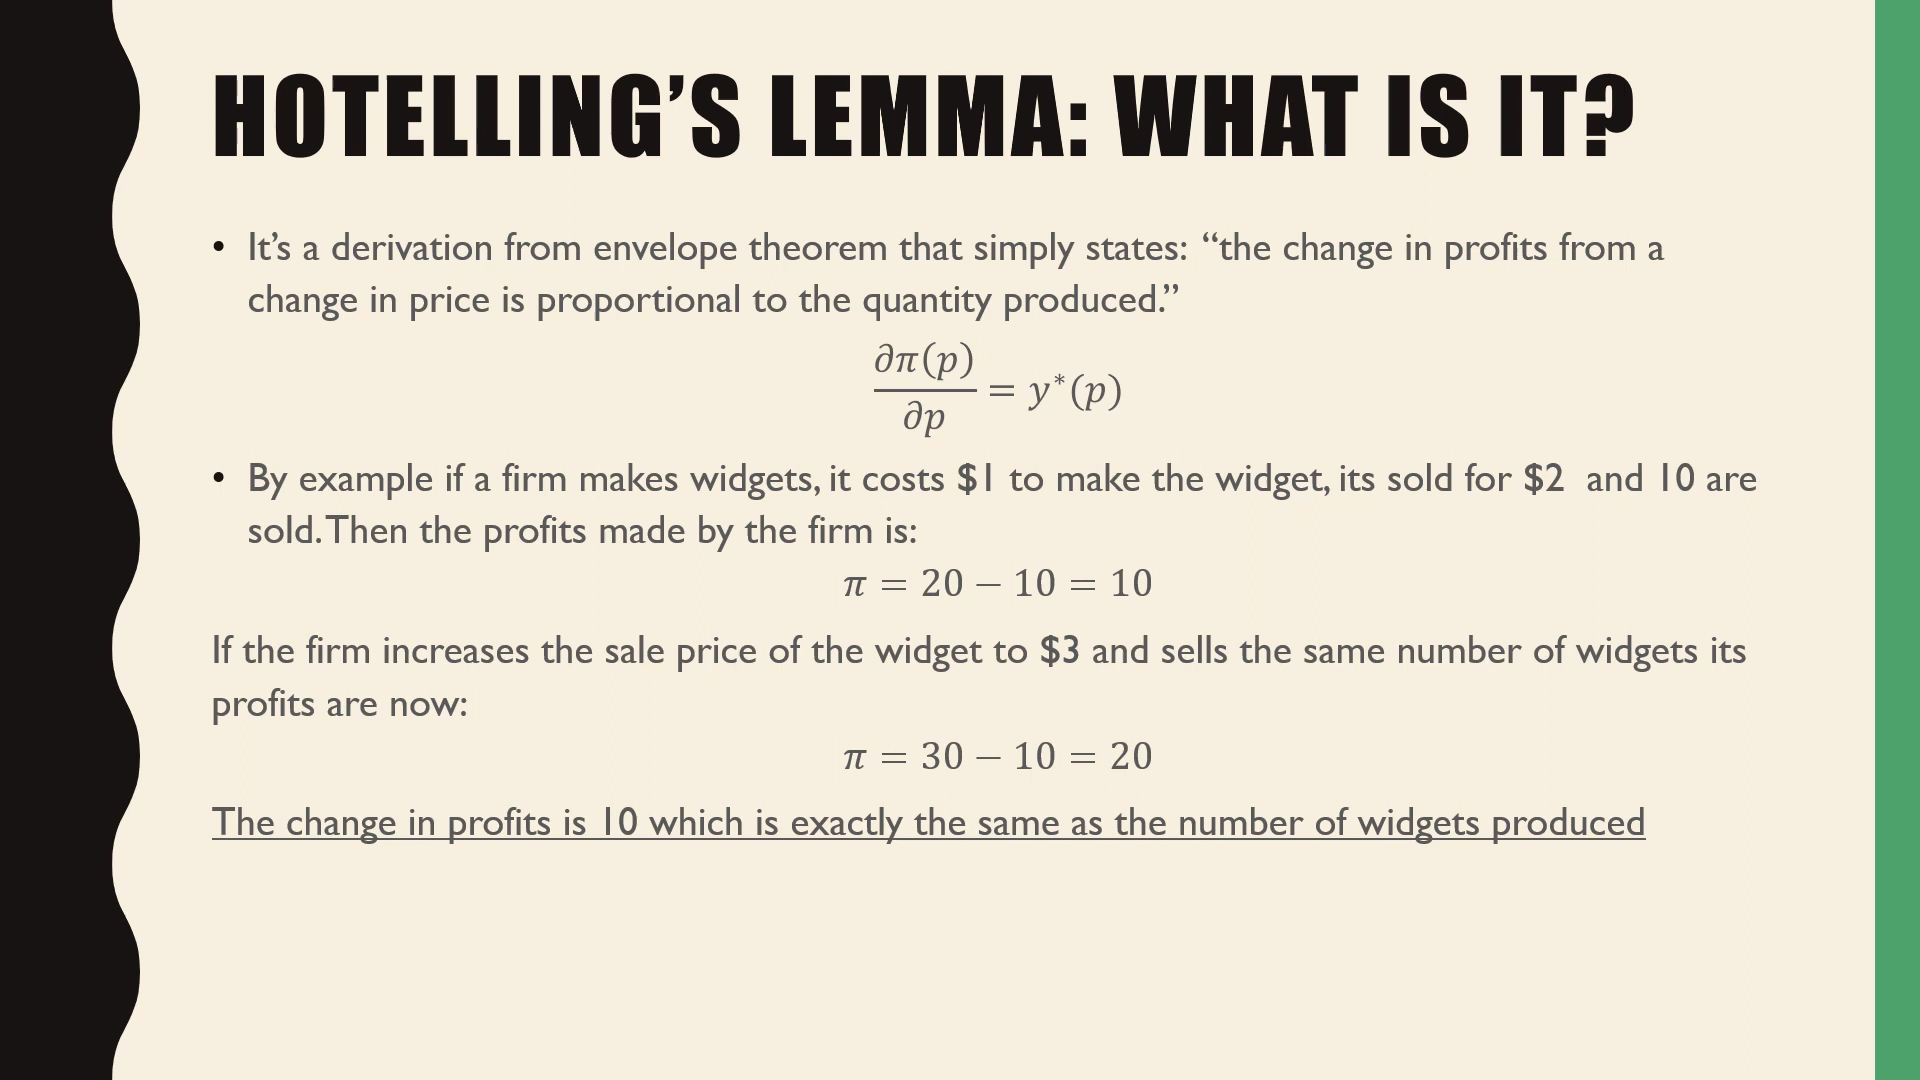 HOTELLING’S LEMMA: WHAT IS IT?
• It’s a derivation from envelope theorem that simply states: “the change in profits from a
change in price is proportional to the quantity produced.”
∂π(p)
∂p
= y*(p)
• By example if a firm makes widgets, it costs $1 to make the widget, its sold for $2 and 10 are
sold. Then the profits made by the firm is:
π = 20 − 10 = 10
If the firm increases the sale price of the widget to $3 and sells the same number of widgets its
profits are now:
π = 30 − 10 = 20
The change in profits is 10 which is exactly the same as the number of widgets produced